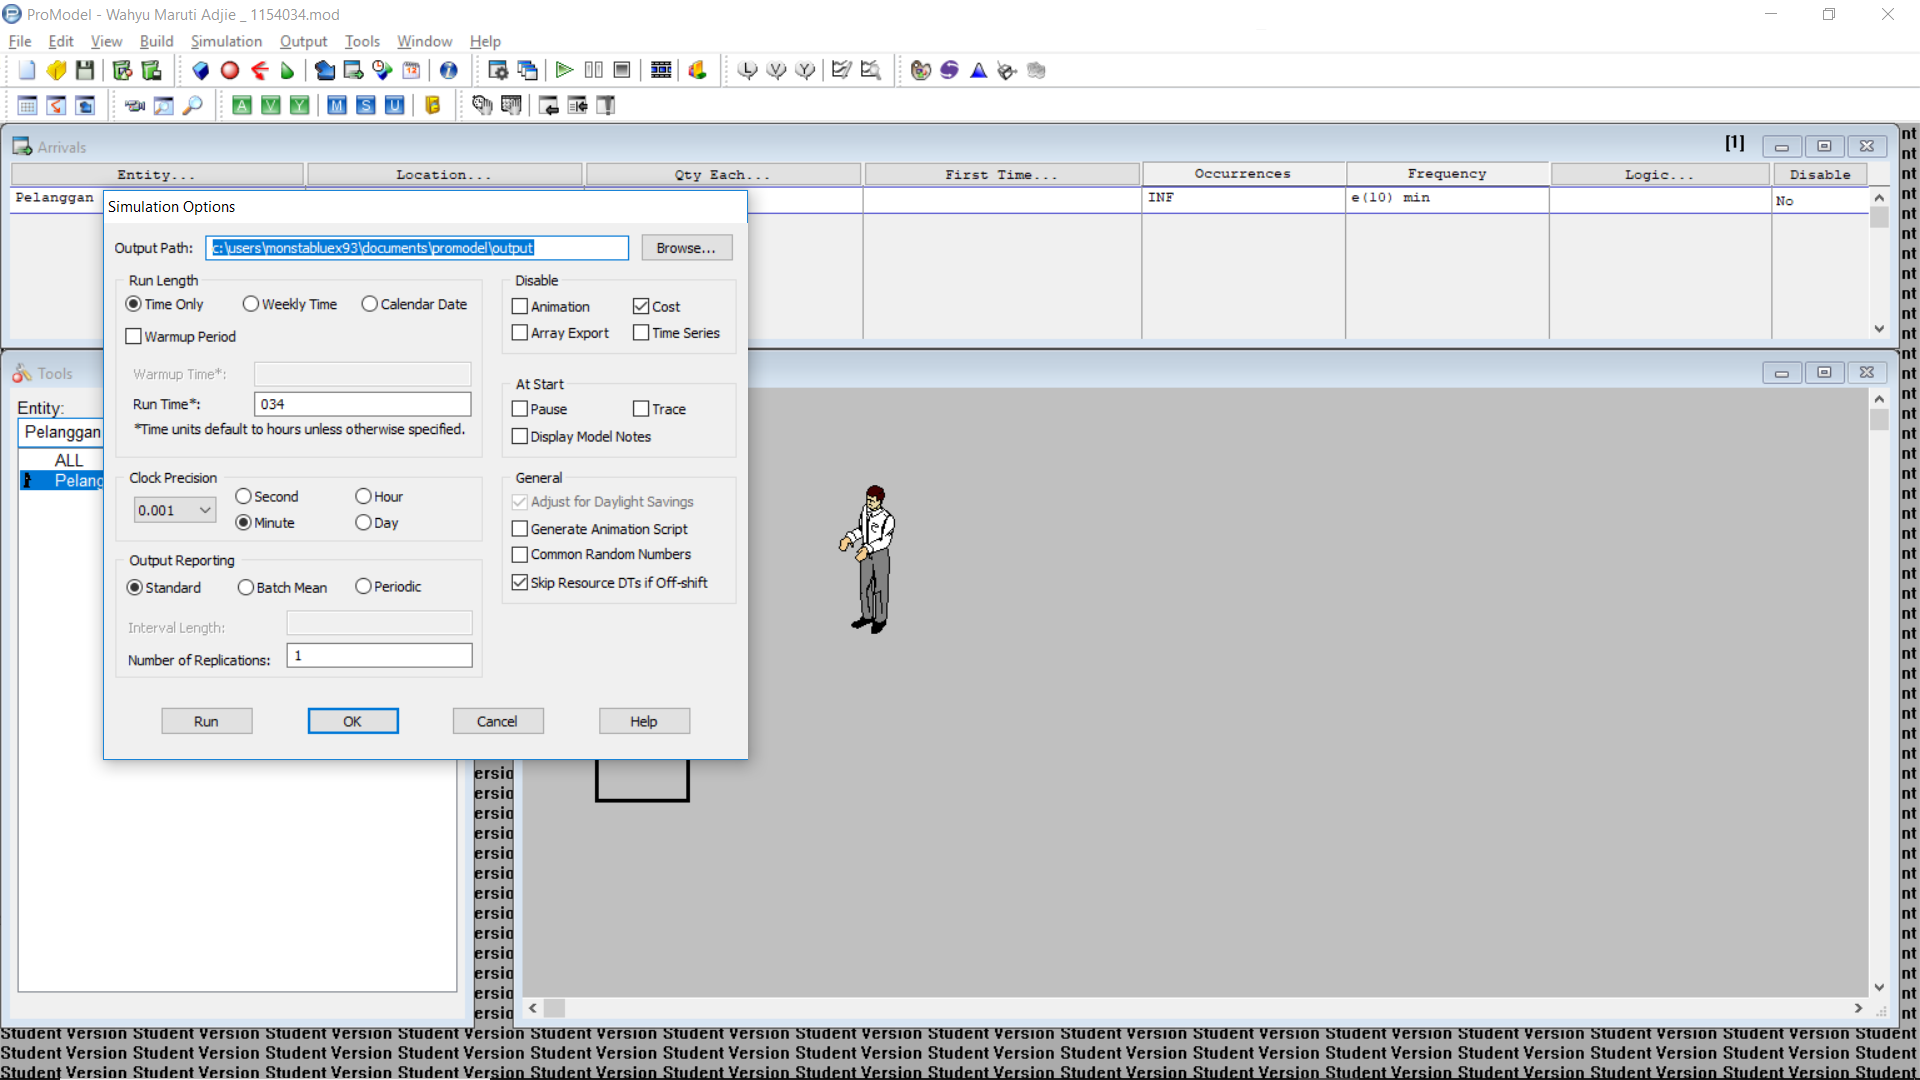 ProModel - Wahyu Maruti Adjie _ 1154034.mod
File Edit View Build Simulation Output Tools Window Help
Arrivals [1]
Entity... Location... Qty Each... First Time... Occurrences Frequency Logic... Disable
Pelanggan INF e(10) min No
Simulation Options
Output Path: c:\users\monstabluex93\documents\promodel\output Browse...
Run Length
Time Only Weekly Time Calendar Date
Warmup Period
Warmup Time*:
Run Time*: 034
*Time units default to hours unless otherwise specified.
Clock Precision
0.001 Second Hour
Minute Day
Output Reporting
Standard Batch Mean Periodic
Interval Length:
Number of Replications: 1
Disable
Animation Cost
Array Export Time Series
At Start
Pause Trace
Display Model Notes
General
Adjust for Daylight Savings
Generate Animation Script
Common Random Numbers
Skip Resource DTs if Off-shift
Run OK Cancel Help
Tools
Entity:
Pelanggan
ALL
Pelang
Student Version Student Version Student Version Student Version Student Version Student Version Student Version Student Version Student Version Student Version Student Version Student Version Student Version Student Version Student
Student Version Student Version Student Version Student Version Student Version Student Version Student Version Student Version Student Version Student Version Student Version Student Version Student Version Student Version Student
Student Version Student Version Student Version Student Version Student Version Student Version Student Version Student Version Student Version Student Version Student Version Student Version Student Version Student Version Student